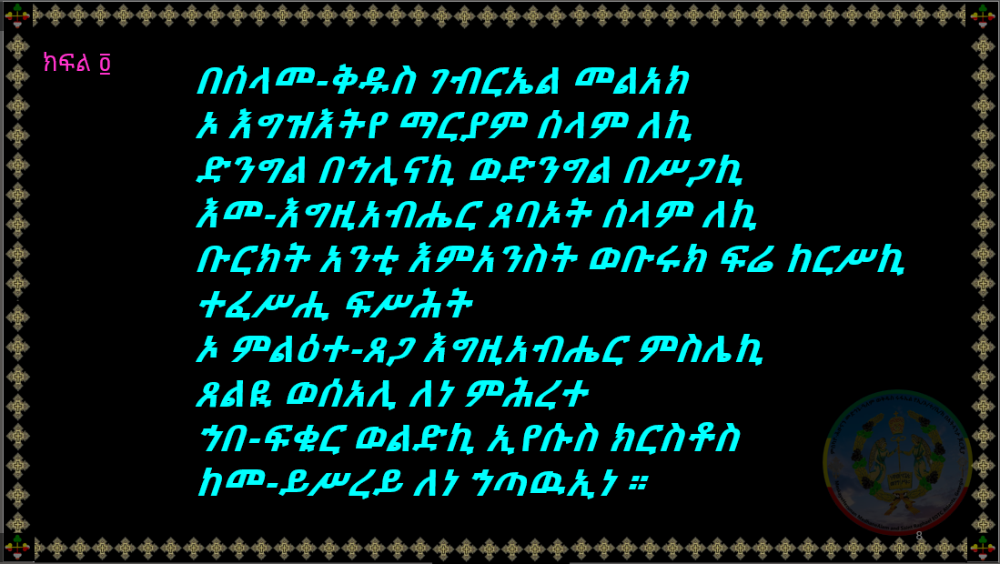 ክፍል ፬
በሰላመ-ቅዱስ ገብርኤል መልአክ
ኦ እግዝእትየ ማርያም ሰላም ለኪ
ድንግል በኅሊናኪ ወድንግል በሥጋኪ
እመ-እግዚአብሔር ጸባኦት ሰላም ለኪ
ቡርክት አንቲ እምአንስት ወቡሩክ ፍሬ ከርሥኪ
ተፈሥሒ ፍሥሕት
ኦ ምልዕተ-ጸጋ እግዚአብሔር ምስሌኪ
ጸልዪ ወሰአሊ ለነ ምሕረተ
ኀበ-ፍቁር ወልድኪ ኢየሱስ ክርስቶስ
ከመ-ይሥረይ ለነ ኀጣዉኢነ ።
8